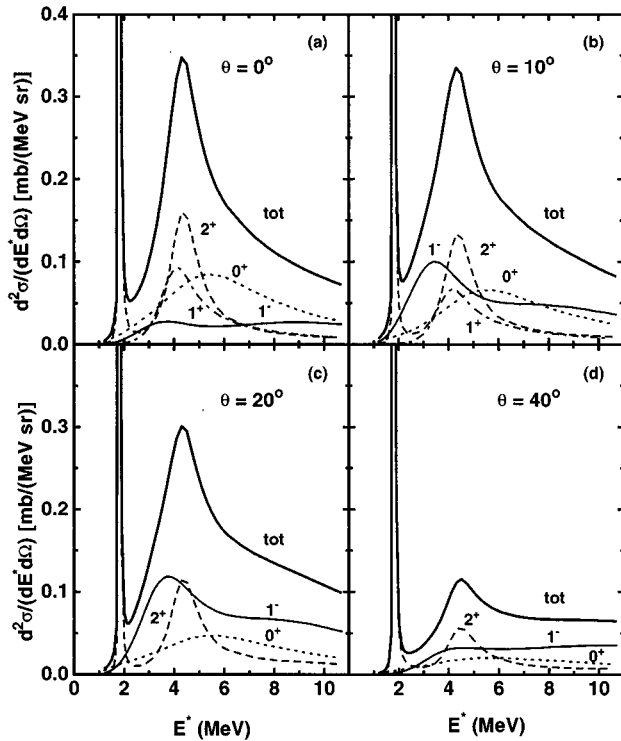 (a)
θ = 0°
tot
2⁺
0⁺
1⁺
1⁻
(b)
θ = 10°
tot
1⁻
2⁺
0⁺
1⁺
0.4
0.3
0.2
0.1
0.0
d²σ/(dE*dΩ) [mb/(MeV sr)]
(c)
θ = 20°
tot
2⁺
1⁻
0⁺
(d)
θ = 40°
tot
2⁺
1⁻
0⁺
0.3
0.2
0.1
0.0
d²σ/(dE*dΩ) [mb/(MeV sr)]
0 2 4 6 8 10
2 4 6 8 10
E* (MeV)
E* (MeV)